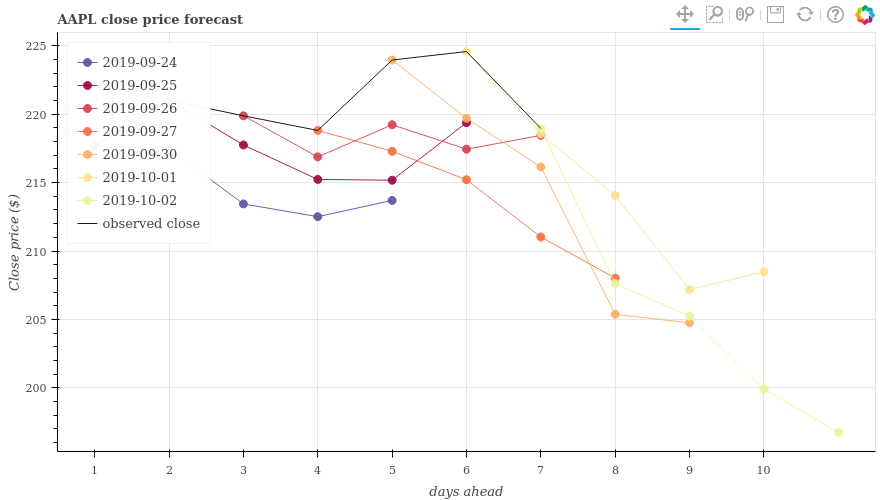 AAPL close price forecast
225
220
215
210
205
200
Close price ($)
2019-09-24
2019-09-25
2019-09-26
2019-09-27
2019-09-30
2019-10-01
2019-10-02
observed close
1 2 3 4 5 6 7 8 9 10
days ahead